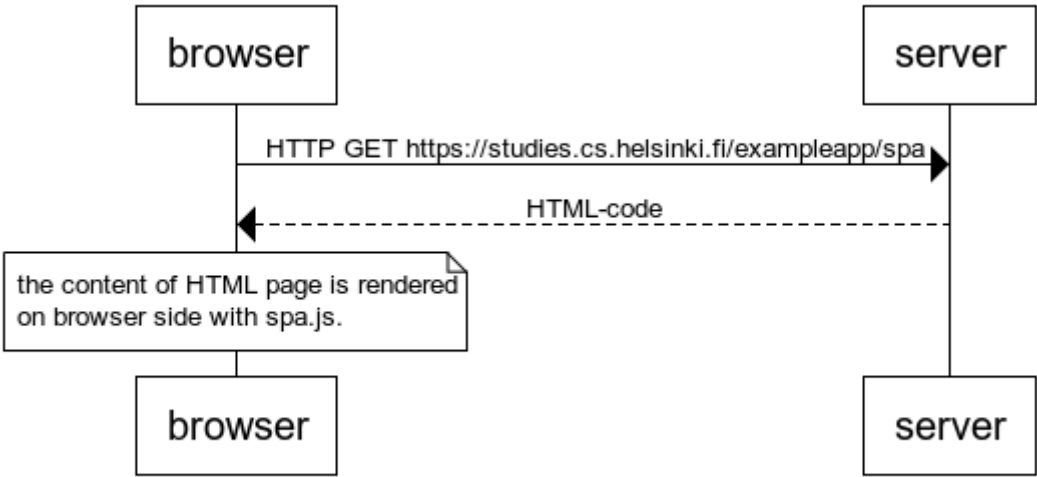 browser
server
HTTP GET https://studies.cs.helsinki.fi/exampleapp/spa
HTML-code
the content of HTML page is rendered
on browser side with spa.js.
browser
server